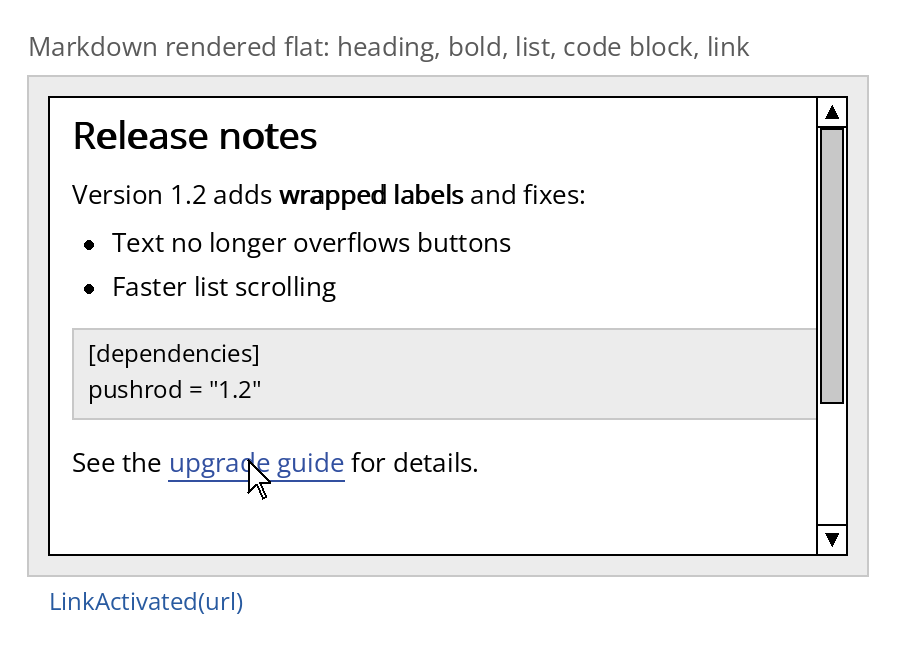 Markdown rendered flat: heading, bold, list, code block, link
Release notes
Version 1.2 adds wrapped labels and fixes:
• Text no longer overflows buttons
• Faster list scrolling
[dependencies]
pushrod = "1.2"
See the upgrade guide for details.
LinkActivated(url)